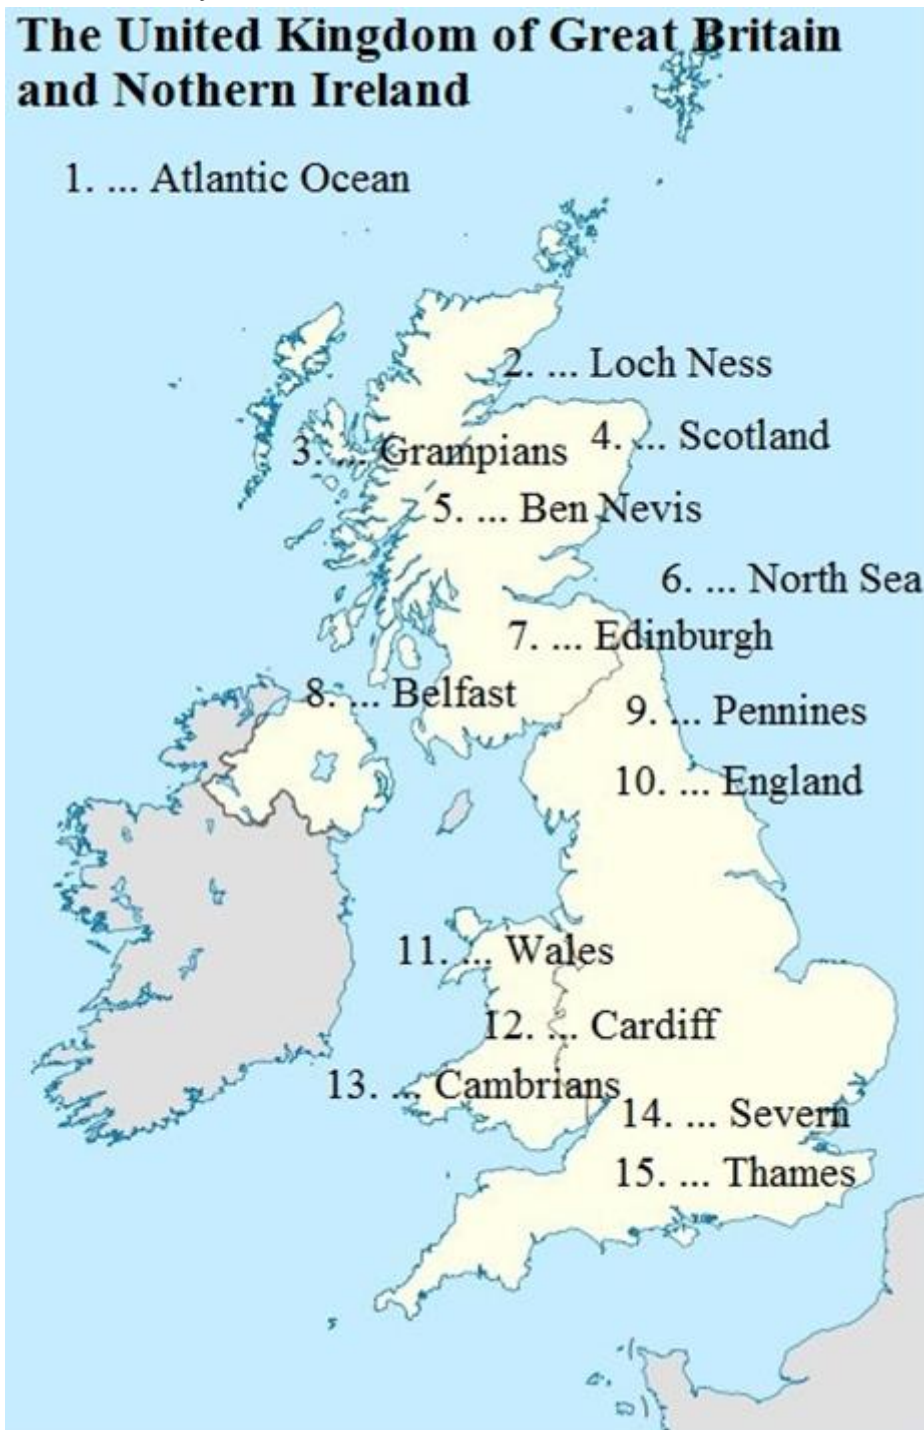 The United Kingdom of Great Britain
and Nothern Ireland
1. ... Atlantic Ocean
2. ... Loch Ness
3. ... Grampians
4. ... Scotland
5. ... Ben Nevis
6. ... North Sea
7. ... Edinburgh
8. ... Belfast
9. ... Pennines
10. ... England
11. ... Wales
12. ... Cardiff
13. ... Cambrians
14. ... Severn
15. ... Thames